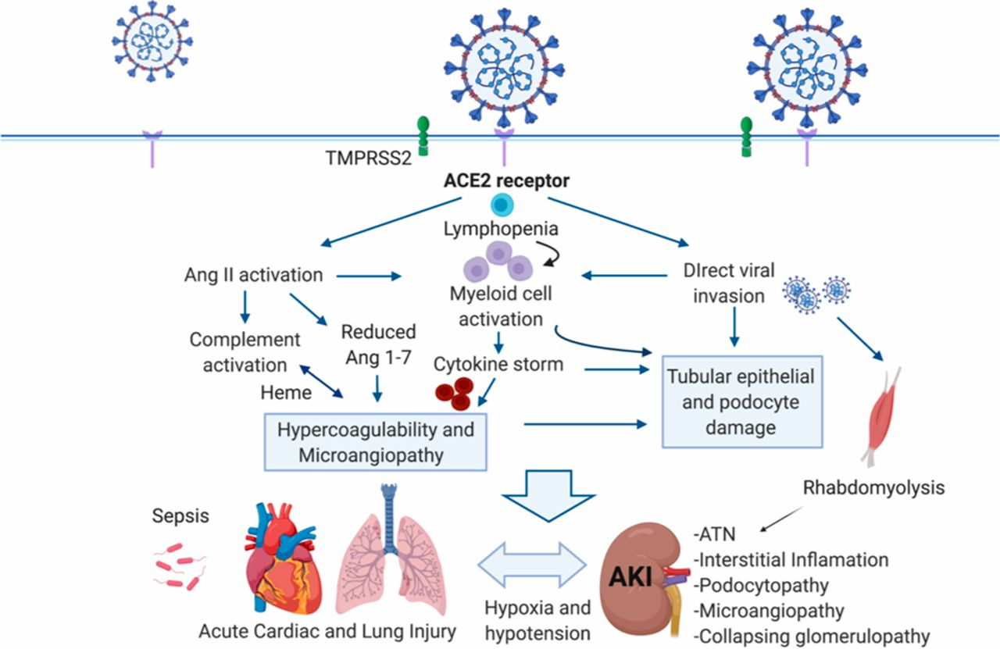 TMPRSS2
ACE2 receptor
Lymphopenia
Ang II activation
Myeloid cell
activation
DIrect viral
invasion
Complement
activation
Reduced
Ang 1-7
Heme
Cytokine storm
Tubular epithelial
and podocyte
damage
Hypercoagulability and
Microangiopathy
Rhabdomyolysis
Sepsis
Acute Cardiac and Lung Injury
Hypoxia and
hypotension
AKI
-ATN
-Interstitial Inflamation
-Podocytopathy
-Microangiopathy
-Collapsing glomerulopathy